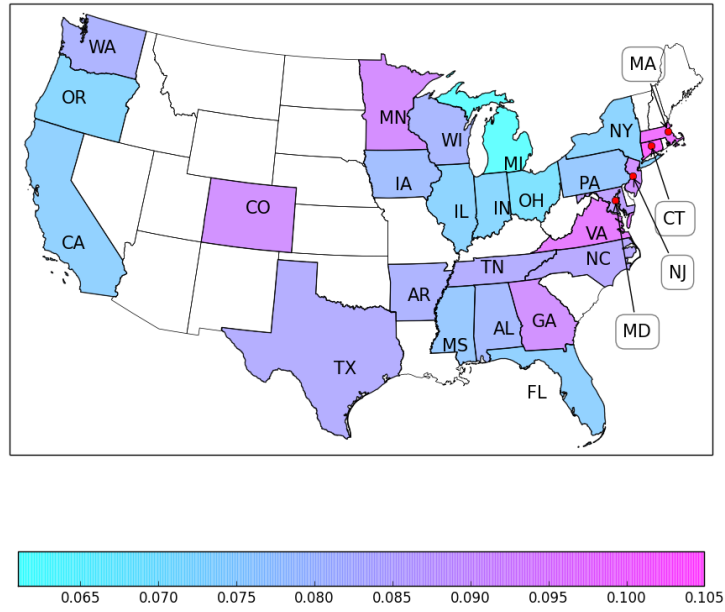 WA
MA
OR
MN
NY
WI
MI
PA
IA
OH
IN
IL
CO
CT
VA
CA
NC
TN
NJ
AR
GA
AL
MD
MS
TX
FL
0.065 0.070 0.075 0.080 0.085 0.090 0.095 0.100 0.105